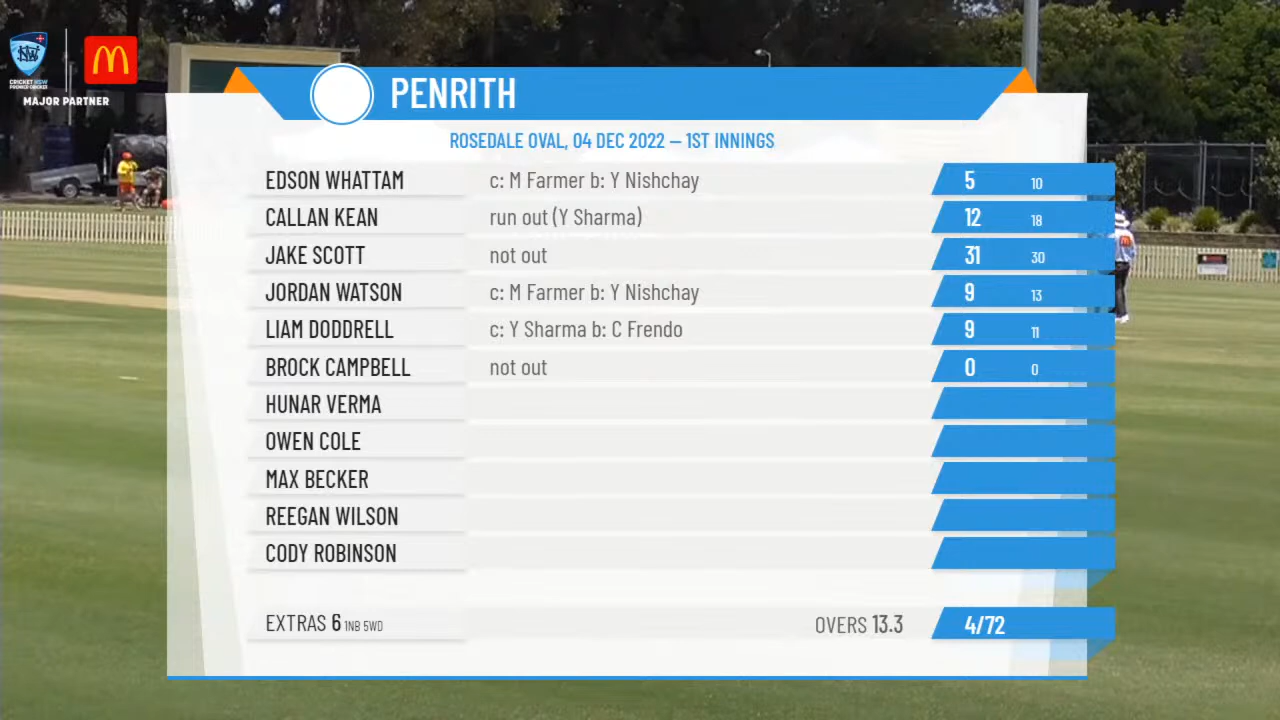 CRICKET NSW
PREMIER CRICKET
MAJOR PARTNER
PENRITH
ROSEDALE OVAL, 04 DEC 2022 – 1ST INNINGS
EDSON WHATTAM c: M Farmer b: Y Nishchay 5 10
CALLAN KEAN run out (Y Sharma) 12 18
JAKE SCOTT not out 31 30
JORDAN WATSON c: M Farmer b: Y Nishchay 9 13
LIAM DODDRELL c: Y Sharma b: C Frendo 9 11
BROCK CAMPBELL not out 0 0
HUNAR VERMA
OWEN COLE
MAX BECKER
REEGAN WILSON
CODY ROBINSON
EXTRAS 6 1NB 5WD OVERS 13.3 4/72